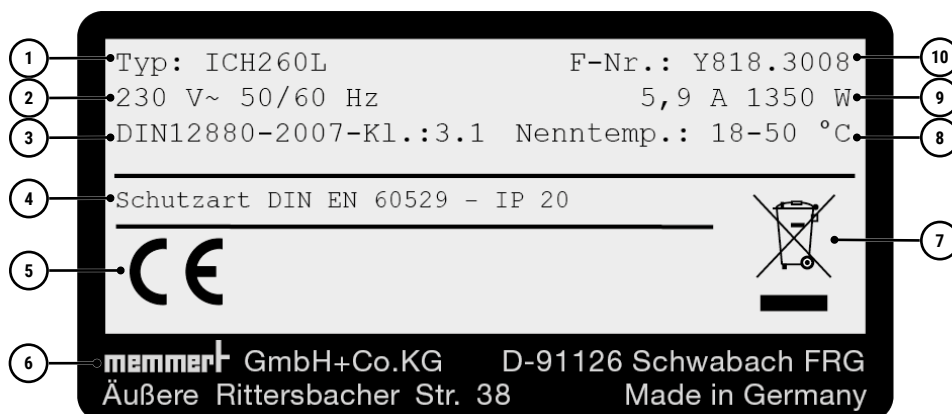 1 Typ: ICH260L F-Nr.: Y818.3008 10
2 230 V~ 50/60 Hz 5,9 A 1350 W 9
3 DIN12880-2007-Kl.:3.1 Nenntemp.: 18-50 °C 8
4 Schutzart DIN EN 60529 - IP 20
7
5 CE
6 memmert GmbH+Co.KG D-91126 Schwabach FRG
Äußere Rittersbacher Str. 38 Made in Germany